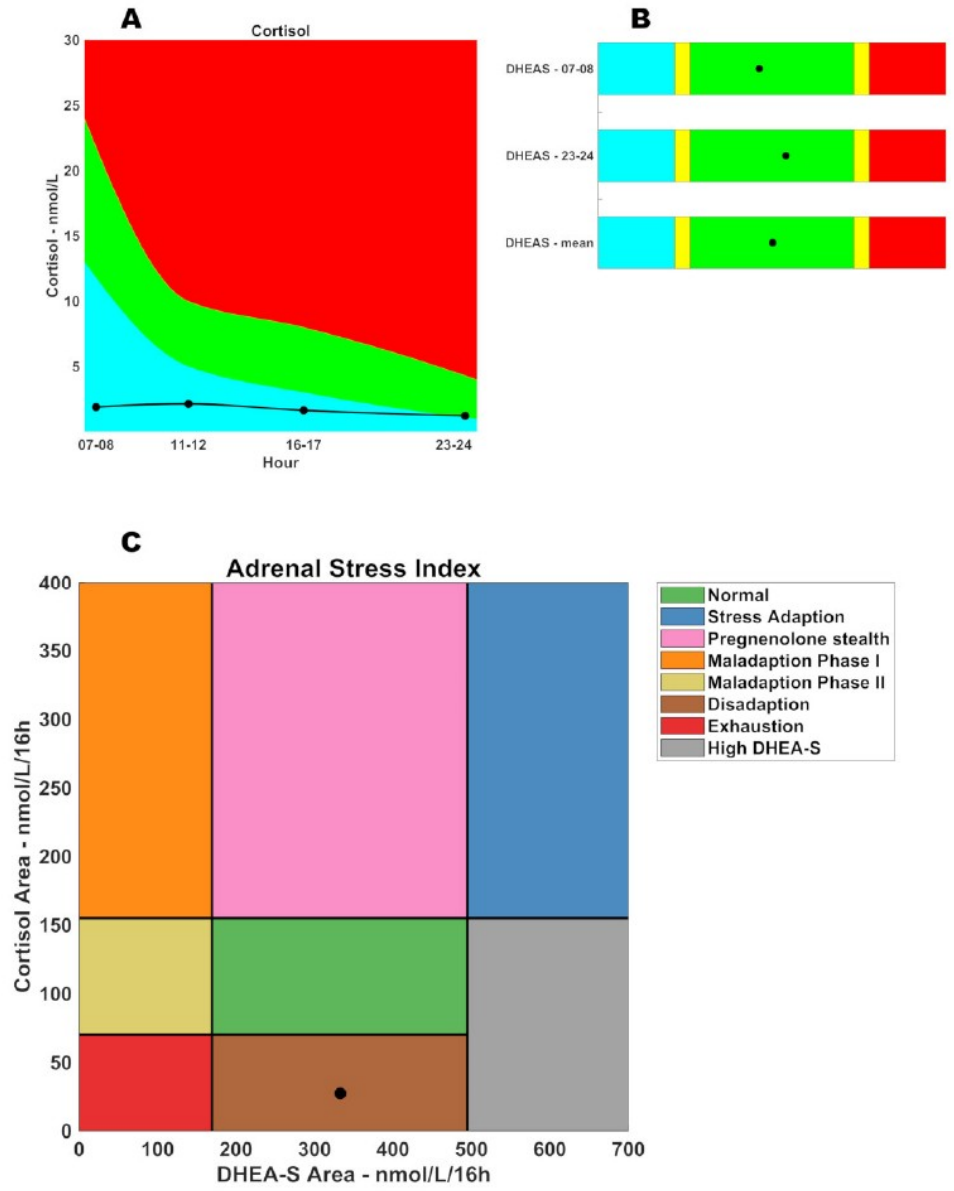 A
Cortisol
30
25
20
15
10
5
Cortisol - nmol/L
07-08
11-12
16-17
23-24
Hour
B
DHEAS - 07-08
DHEAS - 23-24
DHEAS - mean
C
Adrenal Stress Index
400
350
300
250
200
150
100
50
0
Cortisol Area - nmol/L/16h
0
100
200
300
400
500
600
700
DHEA-S Area - nmol/L/16h
Normal
Stress Adaption
Pregnenolone stealth
Maladaption Phase I
Maladaption Phase II
Disadaption
Exhaustion
High DHEA-S